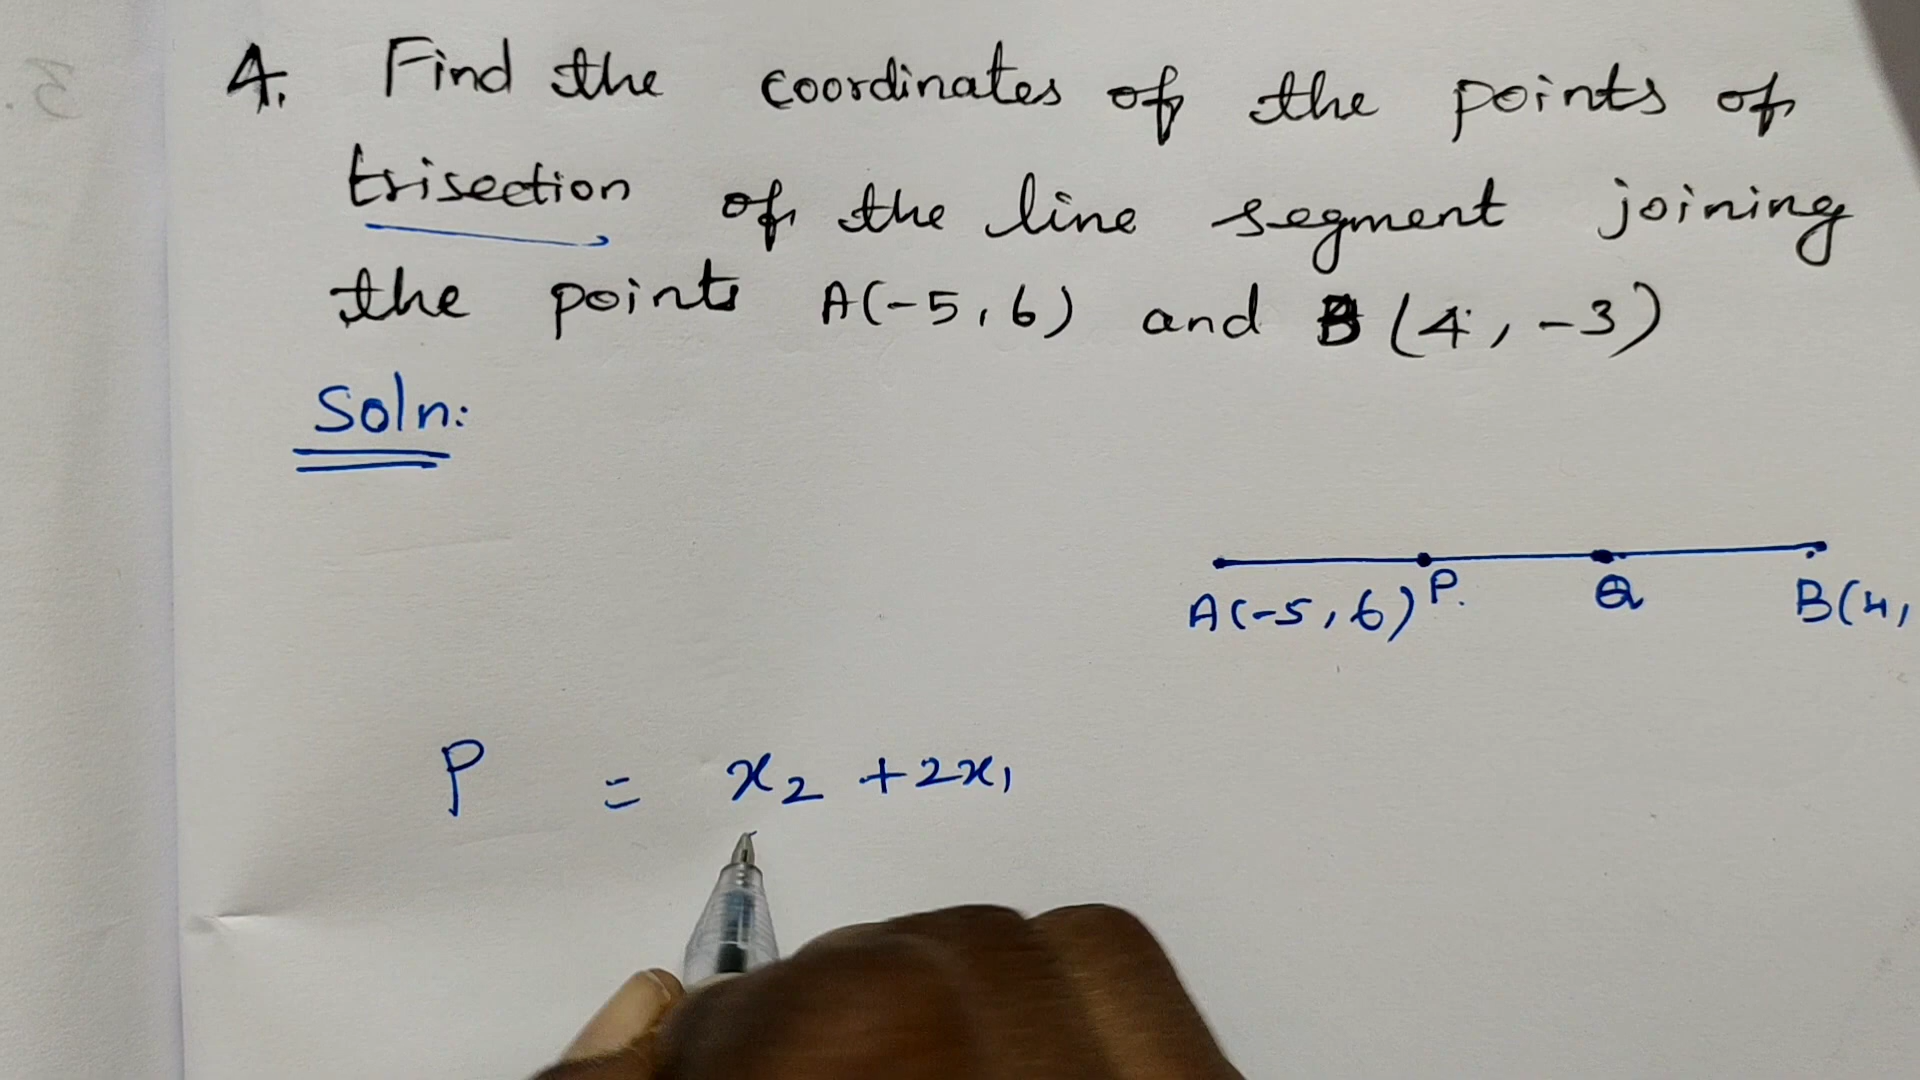 4. Find the coordinates of the points of
trisection of the line segment joining
the points A(-5,6) and B(4,-3)
Soln:
A(-5,6) P. Q B(4,
P = x₂ +2x₁